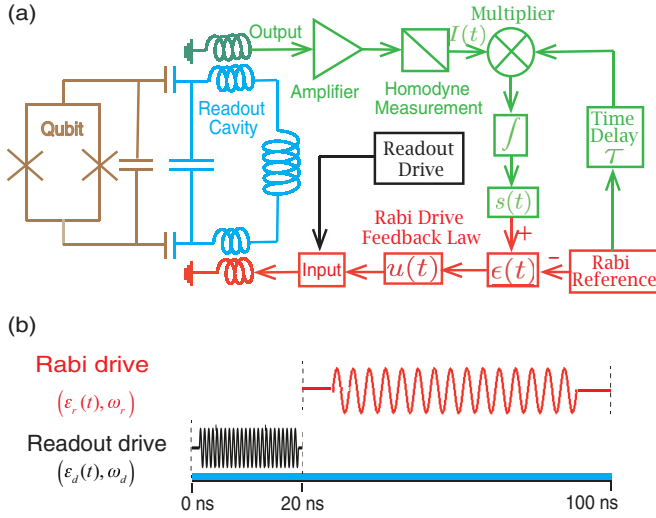 (a)
Output
Amplifier
Homodyne
Measurement
I(t)
Multiplier
Qubit
Readout
Cavity
Readout
Drive
∫
Time
Delay
τ
s(t)
Rabi Drive
Feedback Law
+
−
Input
u(t)
ϵ(t)
Rabi
Reference
(b)
Rabi drive
(ε_r(t), ω_r)
Readout drive
(ε_d(t), ω_d)
0 ns
20 ns
100 ns